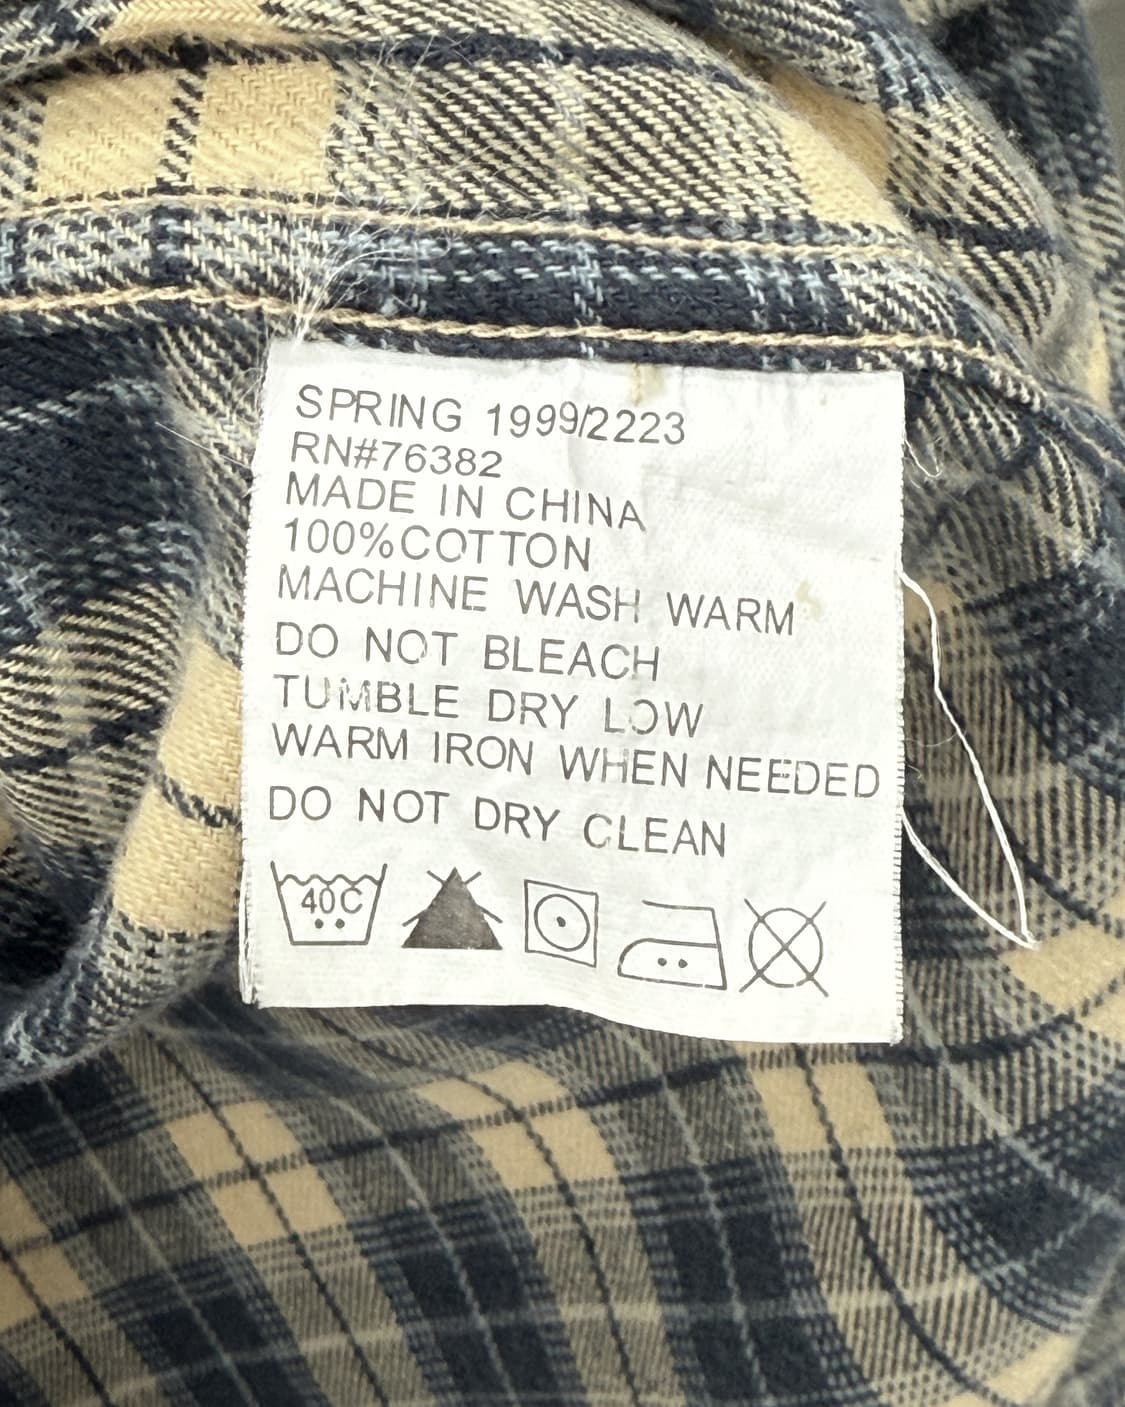 SPRING 1999/2223
RN#76382
MADE IN CHINA
100%COTTON
MACHINE WASH WARM
DO NOT BLEACH
TUMBLE DRY LOW
WARM IRON WHEN NEEDED
DO NOT DRY CLEAN
40C